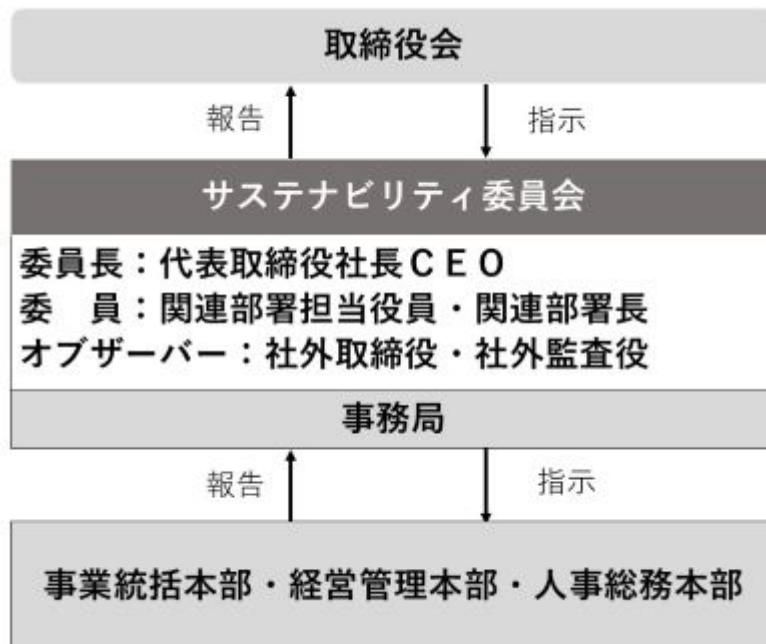 取締役会
報告
指示
サステナビリティ委員会
委員長：代表取締役社長ＣＥＯ
委　員：関連部署担当役員・関連部署長
オブザーバー：社外取締役・社外監査役
事務局
報告
指示
事業統括本部・経営管理本部・人事総務本部